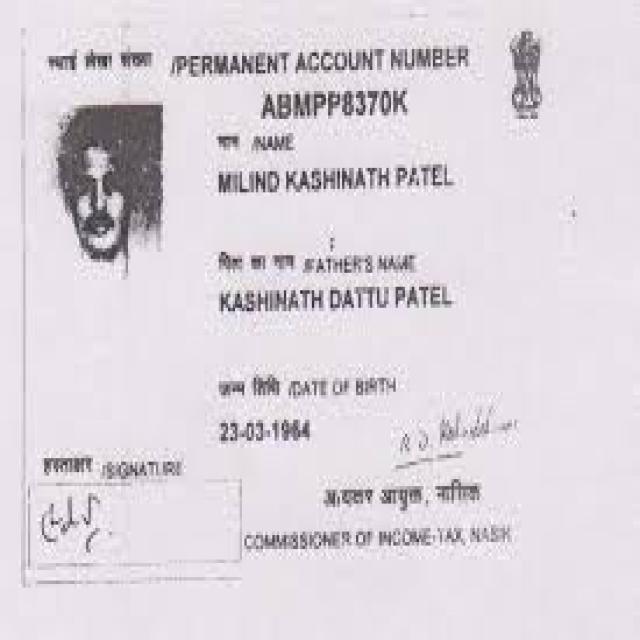 स्थाई लेखा संख्या /PERMANENT ACCOUNT NUMBER
ABMPP8370K
नाम /NAME
MILIND KASHINATH PATEL
पिता का नाम /FATHER'S NAME
KASHINATH DATTU PATEL
जन्म तिथि /DATE OF BIRTH
23-03-1964
हस्ताक्षर /SIGNATURE
आयकर आयुक्त, नासिक
COMMISSIONER OF INCOME-TAX, NASIK